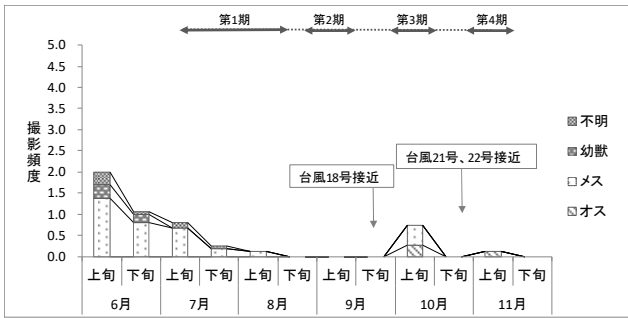 第1期 第2期 第3期 第4期
5.0
4.5
4.0
3.5
3.0
2.5
2.0
1.5
1.0
0.5
0.0
撮影頻度
不明
幼獣
メス
オス
台風18号接近
台風21号、22号接近
上旬 下旬 上旬 下旬 上旬 下旬 上旬 下旬 上旬 下旬 上旬 下旬
6月 7月 8月 9月 10月 11月